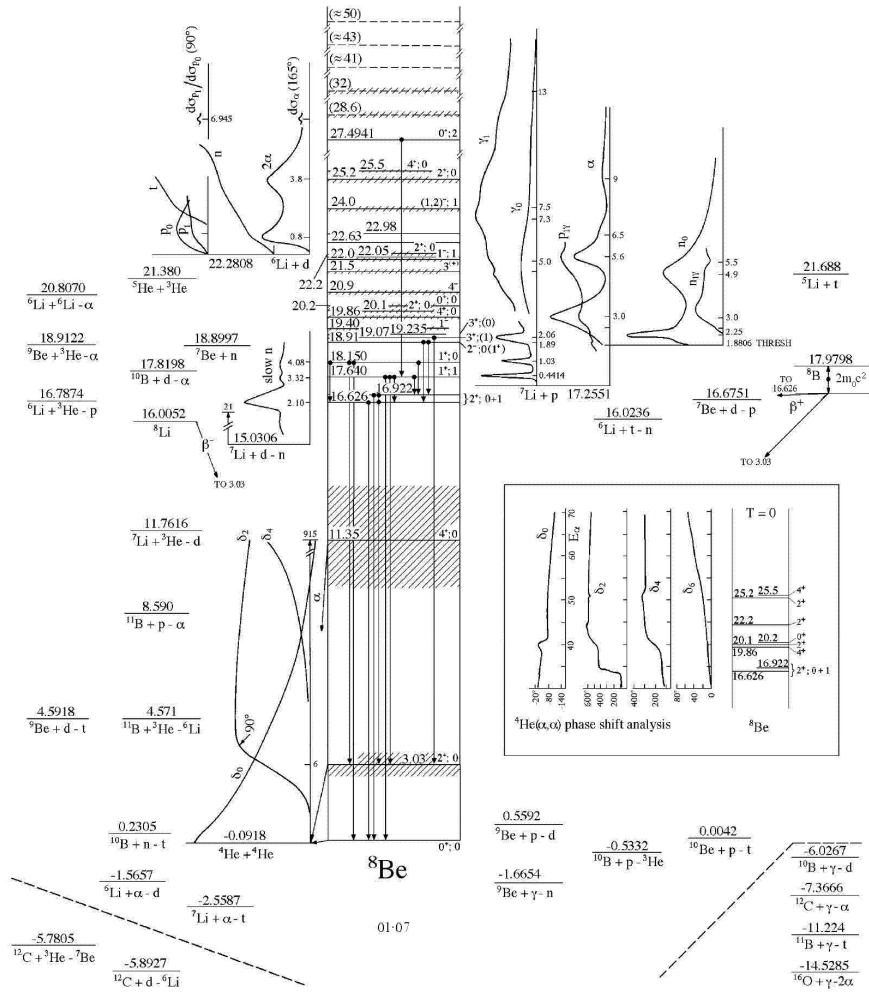 (≈50)
(≈43)
(≈41)
(32)
(28.6)
27.4941 0⁺; 2
25.5 4⁺; 0
25.2 2⁺; 0
24.0 (1,2)⁻; 1
22.98
22.63
22.05 2⁺; 0
22.0 1⁻; 1
22.2
21.5 3⁽⁺⁾
20.9 4⁻
20.2 0⁺; 0
20.1 2⁺; 0
19.86 4⁺; 0
19.40 1⁻
19.235 3⁺;(0)
19.07 3⁺;(1)
18.91 2⁻;0(1⁺)
18.150 1⁺; 0
17.640 1⁺; 1
16.922
16.626 }2⁺; 0+1
11.35 4⁺; 0
3.03 2⁺; 0
0⁺; 0
⁸Be
01·07
dσp₁/dσp₀ (90°)
dσα (165°)
6.945
n
2α
3.8
0.8
t
p₀
p₁
22.2808
⁶Li + d
21.380
⁵He + ³He
20.8070
⁶Li + ⁶Li - α
18.9122
⁹Be + ³He - α
18.8997
⁷Be + n
17.8198
¹⁰B + d - α
16.7874
⁶Li + ³He - p
16.0052
⁸Li
β⁻
TO 3.03
slow n
4.08
3.32
2.10
21
15.0306
⁷Li + d - n
11.7616
⁷Li + ³He - d
δ₂
δ₄
915
α
8.590
¹¹B + p - α
4.5918
⁹Be + d - t
4.571
¹¹B + ³He - ⁶Li
90°
δ₀
6
0.2305
¹⁰B + n - t
-0.0918
⁴He + ⁴He
-1.5657
⁶Li + α - d
-2.5587
⁷Li + α - t
-5.7805
¹²C + ³He - ⁷Be
-5.8927
¹²C + d - ⁶Li
γ₁
γ₀
13
7.5
7.3
5.0
2.06
1.89
1.03
0.4414
⁷Li + p
17.2551
α
p₁γ
9
6.5
5.6
3.0
n₀
n₁γ
5.5
4.9
3.0
2.25
1.8806 THRESH
21.688
⁵Li + t
17.9798
⁸B
2m₀c²
TO
16.626
β⁺
TO 3.03
16.6751
⁷Be + d - p
16.0236
⁶Li + t - n
δ₀
Eα
70
60
50
40
δ₂
δ₄
δ₆
-20° -80 -140
600° 400 200
400° 200
80° 40 0
⁴He(α,α) phase shift analysis
T = 0
25.2 25.5 4⁺
2⁺
22.2 2⁺
20.1 20.2 0⁺
2⁺
19.86 4⁺
16.922
16.626 }2⁺; 0 + 1
⁸Be
0.5592
⁹Be + p - d
-0.5332
¹⁰B + p - ³He
0.0042
¹⁰Be + p - t
-1.6654
⁹Be + γ - n
-6.0267
¹⁰B + γ - d
-7.3666
¹²C + γ - α
-11.224
¹¹B + γ - t
-14.5285
¹⁶O + γ - 2α